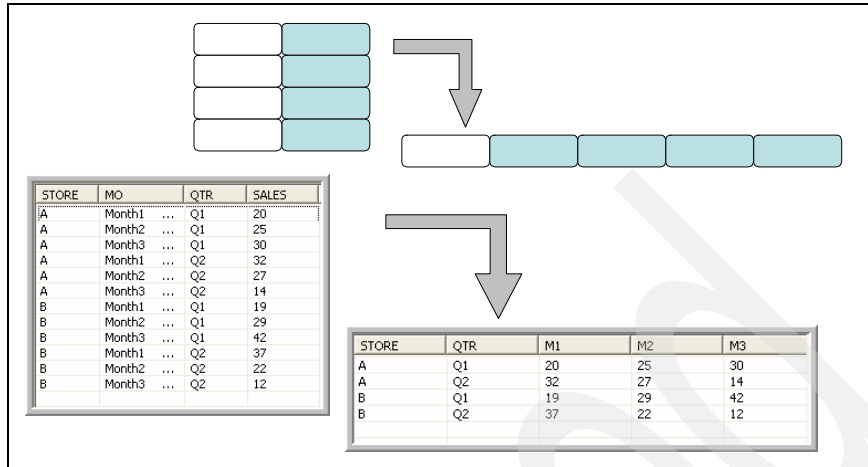 STORE MO QTR SALES
A Month1 ... Q1 20
A Month2 ... Q1 25
A Month3 ... Q1 30
A Month1 ... Q2 32
A Month2 ... Q2 27
A Month3 ... Q2 14
B Month1 ... Q1 19
B Month2 ... Q1 29
B Month3 ... Q1 42
B Month1 ... Q2 37
B Month2 ... Q2 22
B Month3 ... Q2 12
STORE QTR M1 M2 M3
A Q1 20 25 30
A Q2 32 27 14
B Q1 19 29 42
B Q2 37 22 12